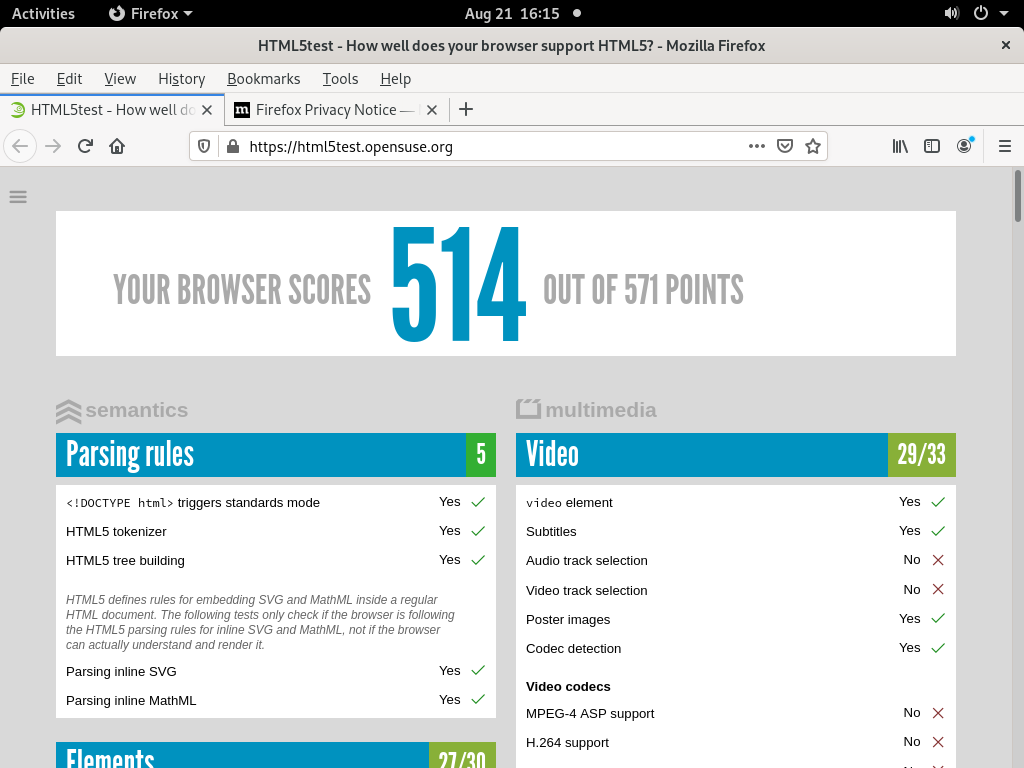 Activities Firefox Aug 21 16:15
HTML5test - How well does your browser support HTML5? - Mozilla Firefox
File Edit View History Bookmarks Tools Help
HTML5test - How well do Firefox Privacy Notice —
https://html5test.opensuse.org
YOUR BROWSER SCORES 514 OUT OF 571 POINTS
semantics
Parsing rules 5
<!DOCTYPE html> triggers standards mode Yes
HTML5 tokenizer Yes
HTML5 tree building Yes
HTML5 defines rules for embedding SVG and MathML inside a regular
HTML document. The following tests only check if the browser is following
the HTML5 parsing rules for inline SVG and MathML, not if the browser
can actually understand and render it.
Parsing inline SVG Yes
Parsing inline MathML Yes
Elements 27/30
multimedia
Video 29/33
video element Yes
Subtitles Yes
Audio track selection No
Video track selection No
Poster images Yes
Codec detection Yes
Video codecs
MPEG-4 ASP support No
H.264 support No